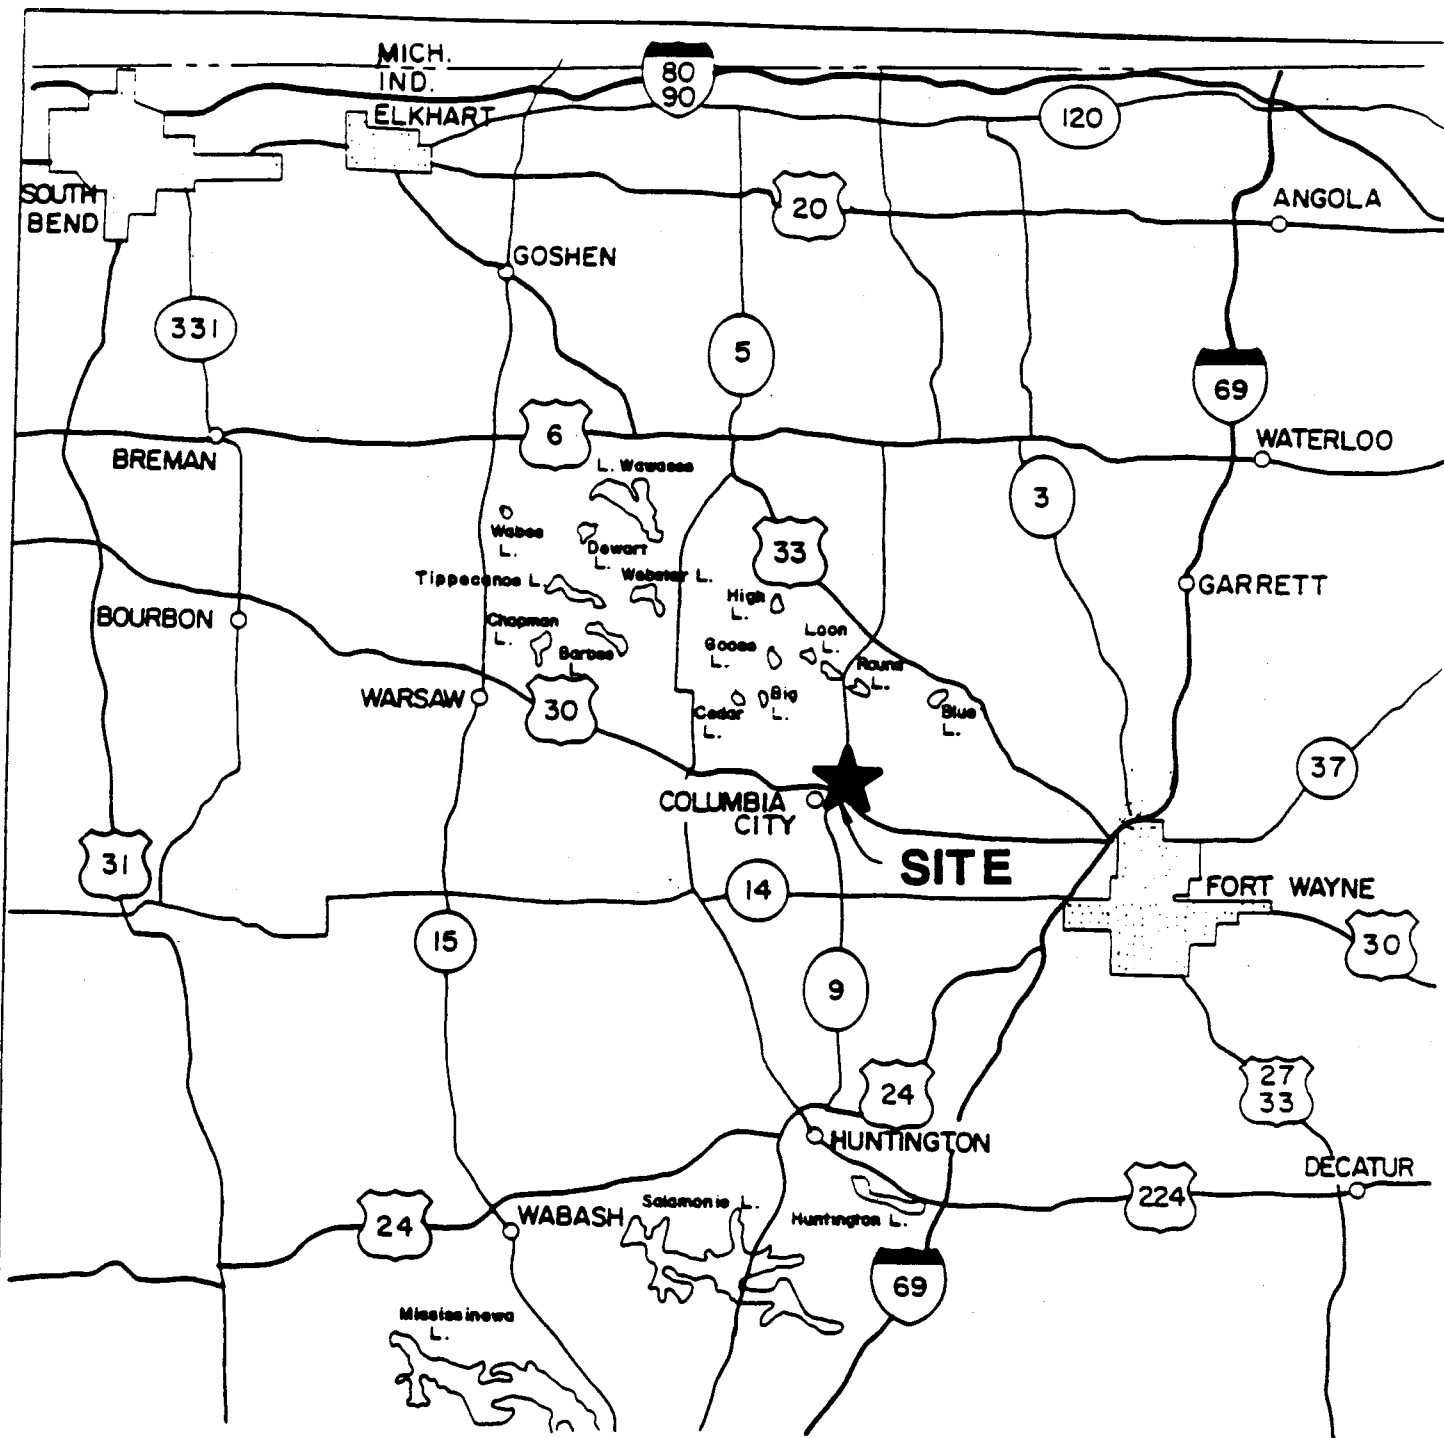 MICH.
IND.
80
90
ELKHART
120
SOUTH
BEND
20
ANGOLA
GOSHEN
331
5
69
6
BREMAN
WATERLOO
L. Wawasee
3
Wabee
L.
Dewart
L.
33
Tippecanoe L.
Webster L.
GARRETT
High
L.
BOURBON
Chapman
L.
Barbee
L.
Goose
L.
Loon
L.
Round
L.
WARSAW
30
Cedar
L.
Big
L.
Blue
L.
37
COLUMBIA
CITY
SITE
31
14
FORT WAYNE
15
30
9
24
27
33
HUNTINGTON
DECATUR
224
24
WABASH
Salamonie L.
Huntington L.
69
Mississinewa
L.